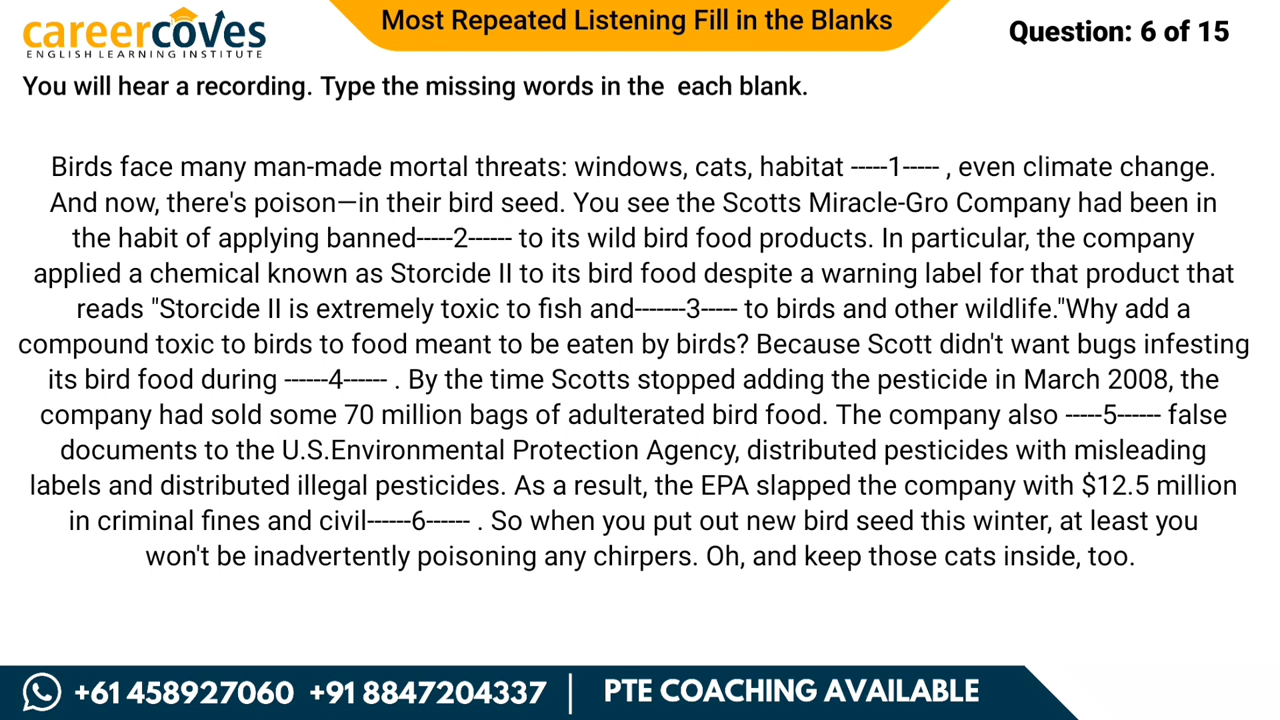 careercoves
ENGLISH LEARNING INSTITUTE
Most Repeated Listening Fill in the Blanks
Question: 6 of 15
You will hear a recording. Type the missing words in the  each blank.
Birds face many man-made mortal threats: windows, cats, habitat -----1----- , even climate change.
And now, there's poison—in their bird seed. You see the Scotts Miracle-Gro Company had been in
the habit of applying banned-----2------ to its wild bird food products. In particular, the company
applied a chemical known as Storcide II to its bird food despite a warning label for that product that
reads "Storcide II is extremely toxic to fish and-------3----- to birds and other wildlife."Why add a
compound toxic to birds to food meant to be eaten by birds? Because Scott didn't want bugs infesting
its bird food during ------4------ . By the time Scotts stopped adding the pesticide in March 2008, the
company had sold some 70 million bags of adulterated bird food. The company also -----5------ false
documents to the U.S.Environmental Protection Agency, distributed pesticides with misleading
labels and distributed illegal pesticides. As a result, the EPA slapped the company with $12.5 million
in criminal fines and civil------6------ . So when you put out new bird seed this winter, at least you
won't be inadvertently poisoning any chirpers. Oh, and keep those cats inside, too.
+61 458927060 +91 8847204337 | PTE COACHING AVAILABLE